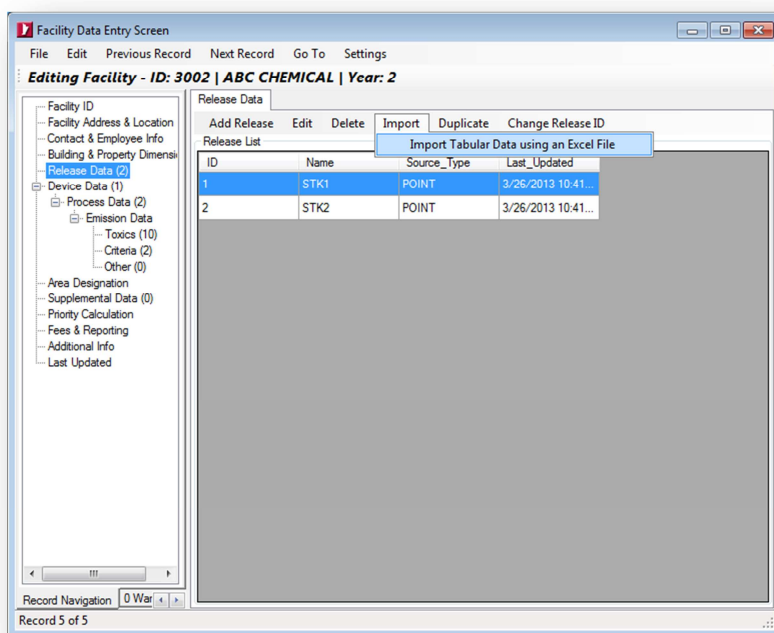 Facility Data Entry Screen
File Edit Previous Record Next Record Go To Settings
Editing Facility - ID: 3002 | ABC CHEMICAL | Year: 2
Facility ID
Facility Address & Location
Contact & Employee Info
Building & Property Dimensi
Release Data (2)
Device Data (1)
Process Data (2)
Emission Data
Toxics (10)
Criteria (2)
Other (0)
Area Designation
Supplemental Data (0)
Priority Calculation
Fees & Reporting
Additional Info
Last Updated
Record Navigation 0 War
Release Data
Add Release Edit Delete Import Duplicate Change Release ID
Import Tabular Data using an Excel File
Release List
ID Name Source_Type Last_Updated
1 STK1 POINT 3/26/2013 10:41...
2 STK2 POINT 3/26/2013 10:41...
Record 5 of 5